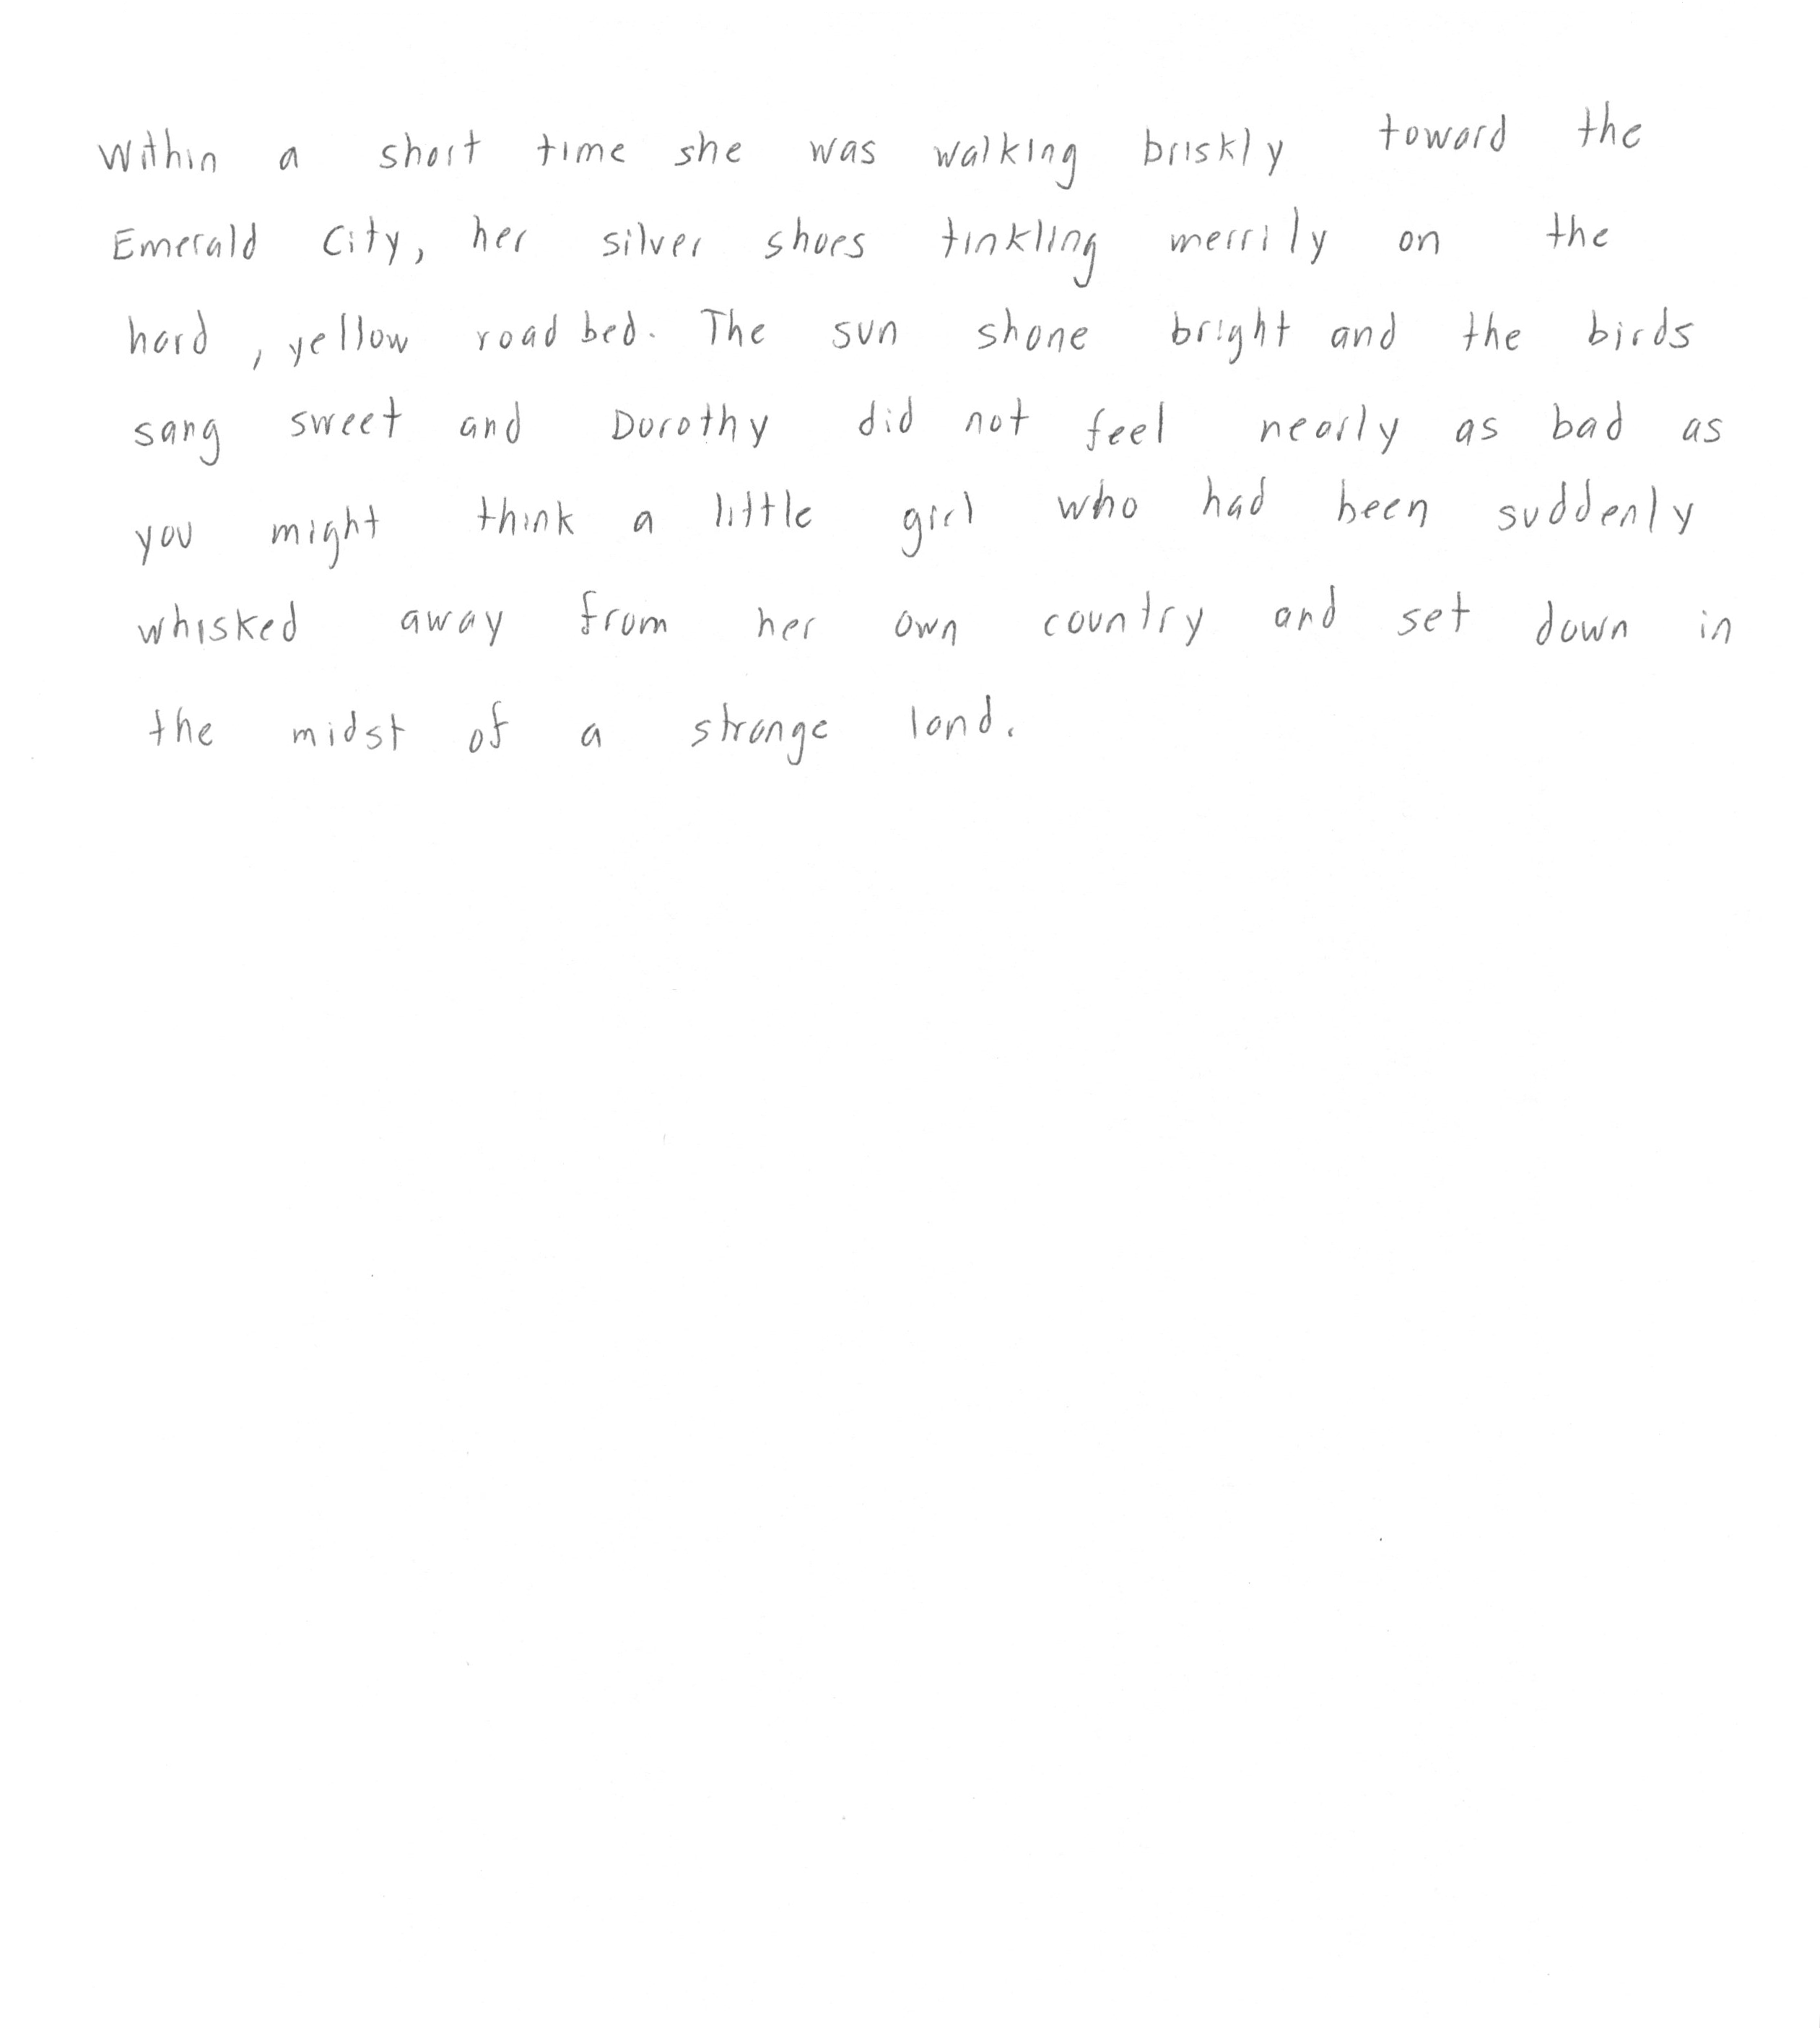 Within a short time she was walking briskly toward the
Emerald City, her silver shoes tinkling merrily on the
hard, yellow roadbed. The sun shone bright and the birds
sang sweet and Dorothy did not feel nearly as bad as
you might think a little girl who had been suddenly
whisked away from her own country and set down in
the midst of a strange land.